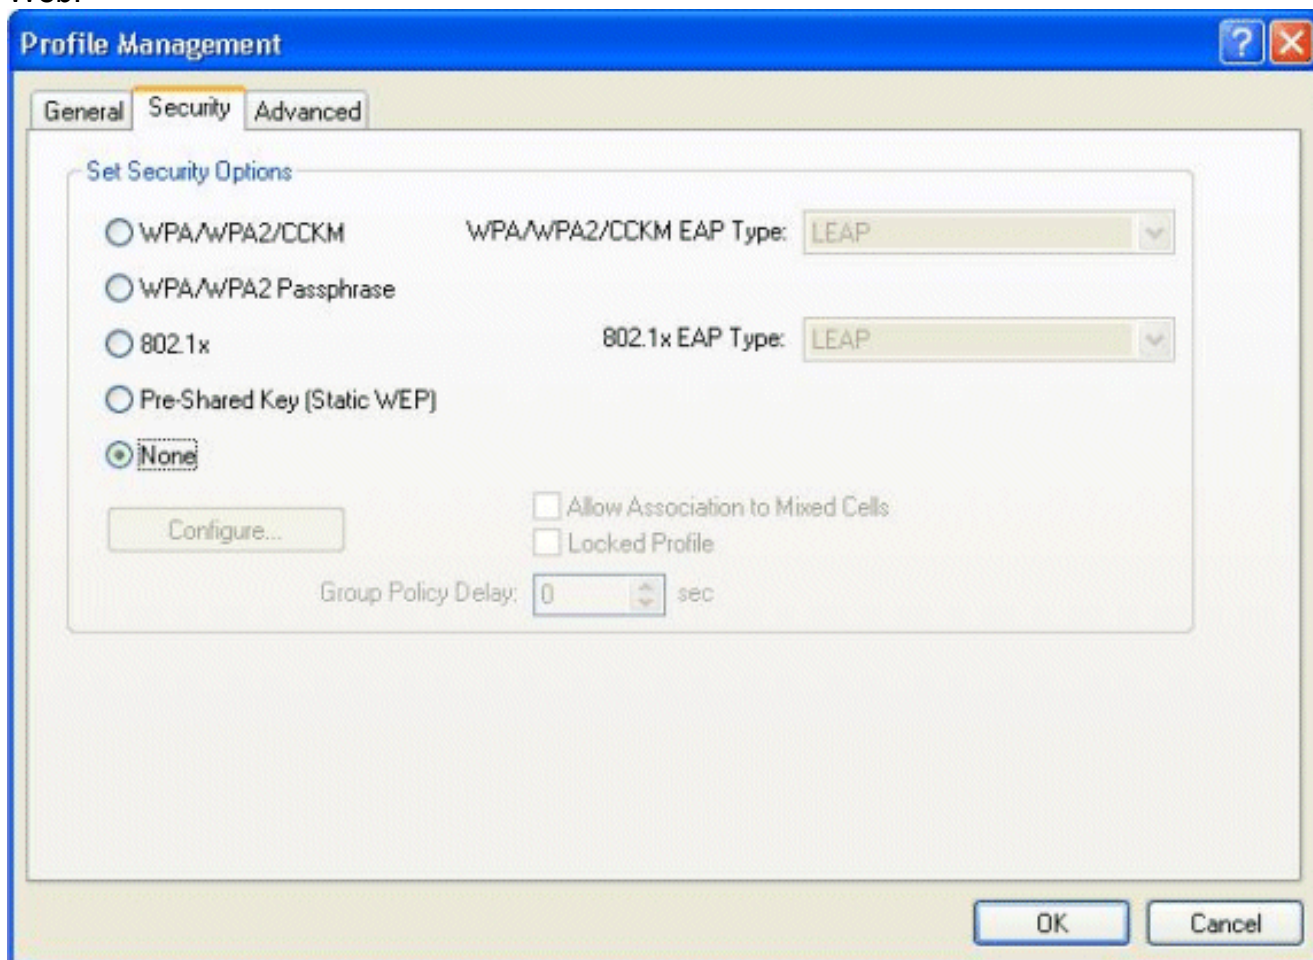 Profile Management
General Security Advanced
Set Security Options
WPA/WPA2/CCKM WPA/WPA2/CCKM EAP Type: LEAP
WPA/WPA2 Passphrase
802.1x 802.1x EAP Type: LEAP
Pre-Shared Key (Static WEP)
None
Configure... Allow Association to Mixed Cells
Locked Profile
Group Policy Delay: 0 sec
OK Cancel